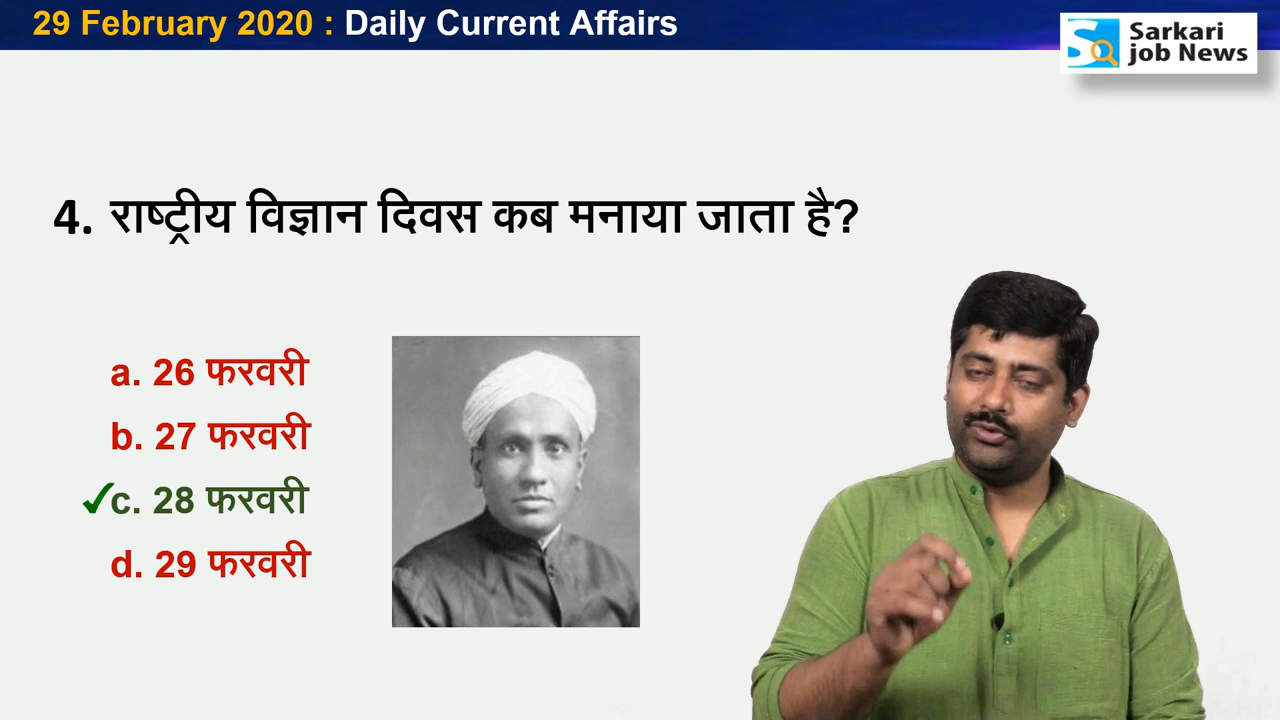 29 February 2020 : Daily Current Affairs
Sarkari
job News
4. राष्ट्रीय विज्ञान दिवस कब मनाया जाता है?
a. 26 फरवरी
b. 27 फरवरी
✓c. 28 फरवरी
d. 29 फरवरी